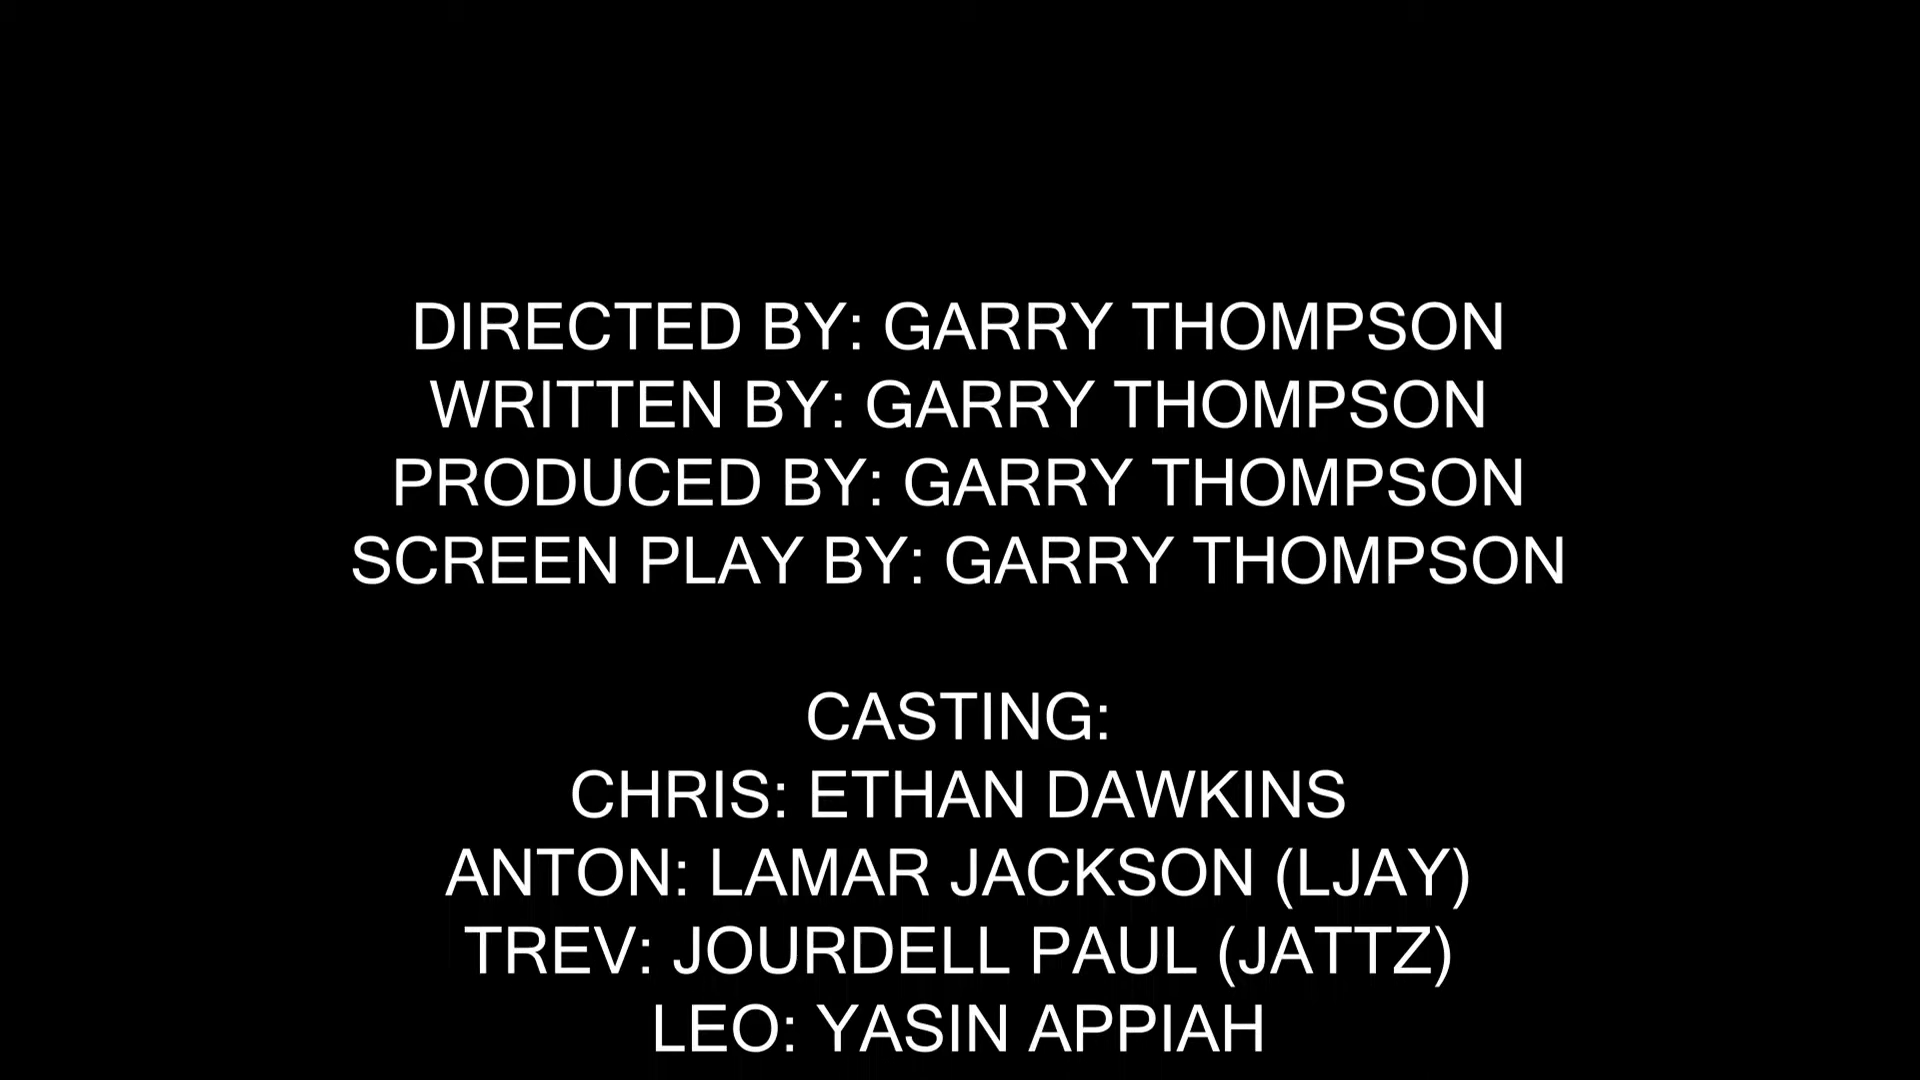 DIRECTED BY: GARRY THOMPSON
WRITTEN BY: GARRY THOMPSON
PRODUCED BY: GARRY THOMPSON
SCREEN PLAY BY: GARRY THOMPSON
CASTING:
CHRIS: ETHAN DAWKINS
ANTON: LAMAR JACKSON (LJAY)
TREV: JOURDELL PAUL (JATTZ)
LEO: YASIN APPIAH